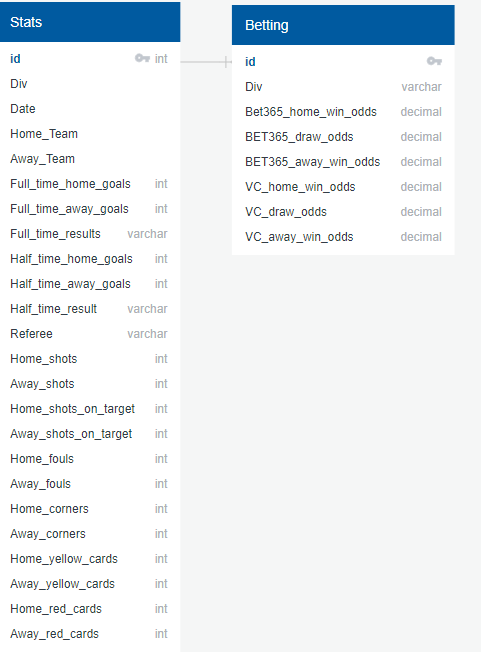 Stats
id int
Div
Date
Home_Team
Away_Team
Full_time_home_goals int
Full_time_away_goals int
Full_time_results varchar
Half_time_home_goals int
Half_time_away_goals int
Half_time_result varchar
Referee varchar
Home_shots int
Away_shots int
Home_shots_on_target int
Away_shots_on_target int
Home_fouls int
Away_fouls int
Home_corners int
Away_corners int
Home_yellow_cards int
Away_yellow_cards int
Home_red_cards int
Away_red_cards int
Betting
id
Div varchar
Bet365_home_win_odds decimal
BET365_draw_odds decimal
BET365_away_win_odds decimal
VC_home_win_odds decimal
VC_draw_odds decimal
VC_away_win_odds decimal